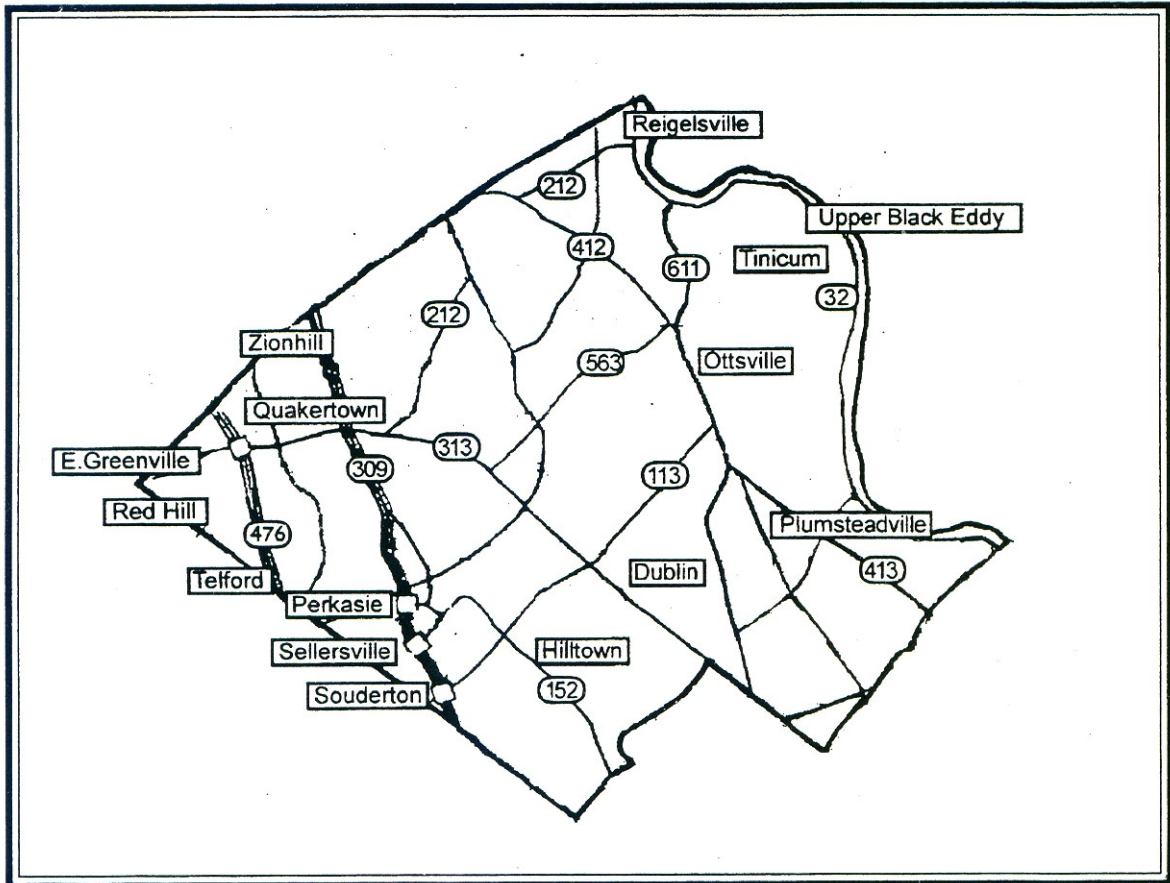 Reigelsville
212
Upper Black Eddy
412
Tinicum
611
32
212
Zionhill
563
Ottsville
Quakertown
313
E.Greenville
309
113
Red Hill
Plumsteadville
476
Telford
Dublin
413
Perkasie
Sellersville
Hilltown
Souderton
152